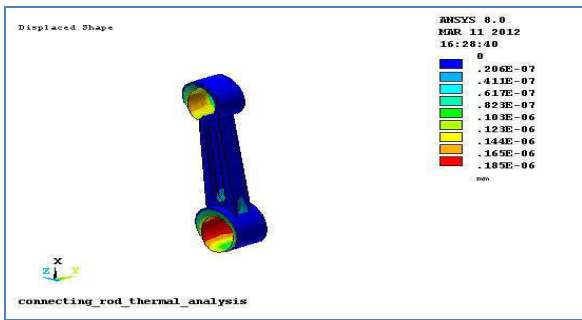 Displaced Shape
ANSYS 8.0
MAR 11 2012
16:28:40
0
.206E-07
.411E-07
.617E-07
.823E-07
.103E-06
.123E-06
.144E-06
.165E-06
.185E-06
mm
X
Z Y
connecting_rod_thermal_analysis